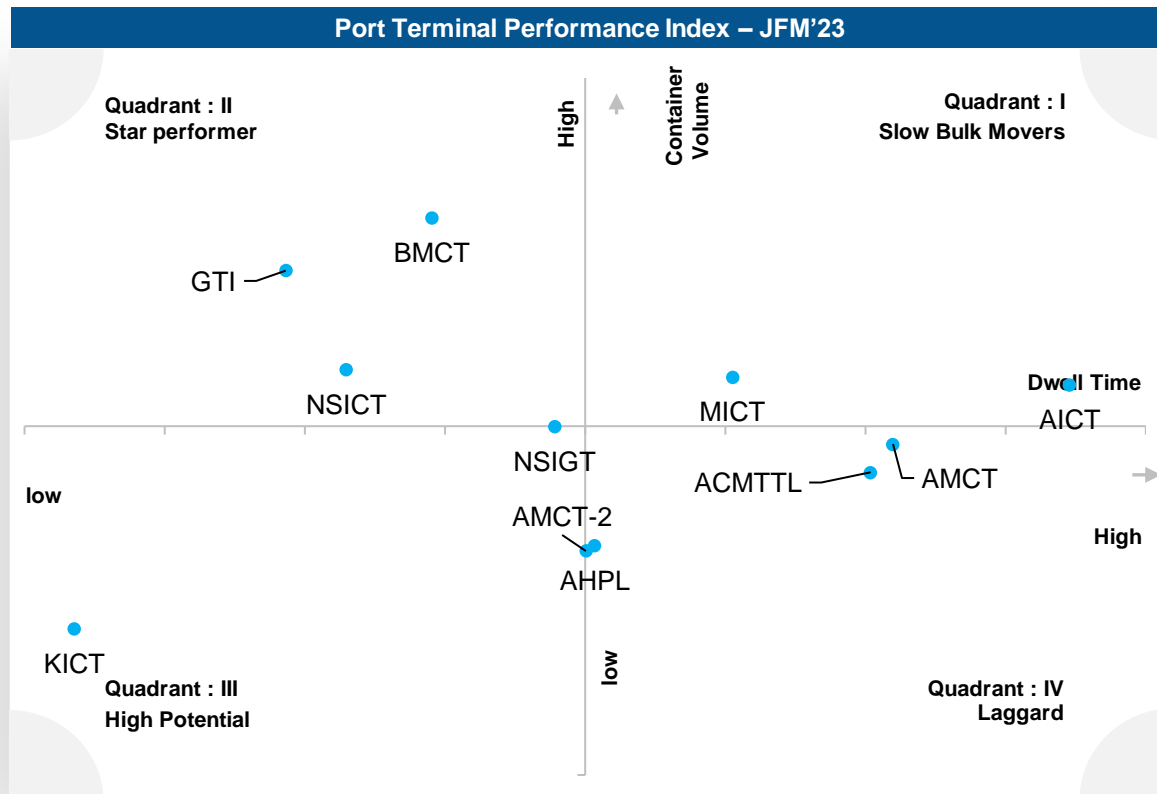 Port Terminal Performance Index – JFM’23
Quadrant : II
Star performer
High
Container
Volume
Quadrant : I
Slow Bulk Movers
BMCT
GTI
NSICT
MICT
Dwell Time
AICT
NSIGT
ACMTTL
AMCT
low
AMCT-2
High
AHPL
KICT
low
Quadrant : III
High Potential
Quadrant : IV
Laggard